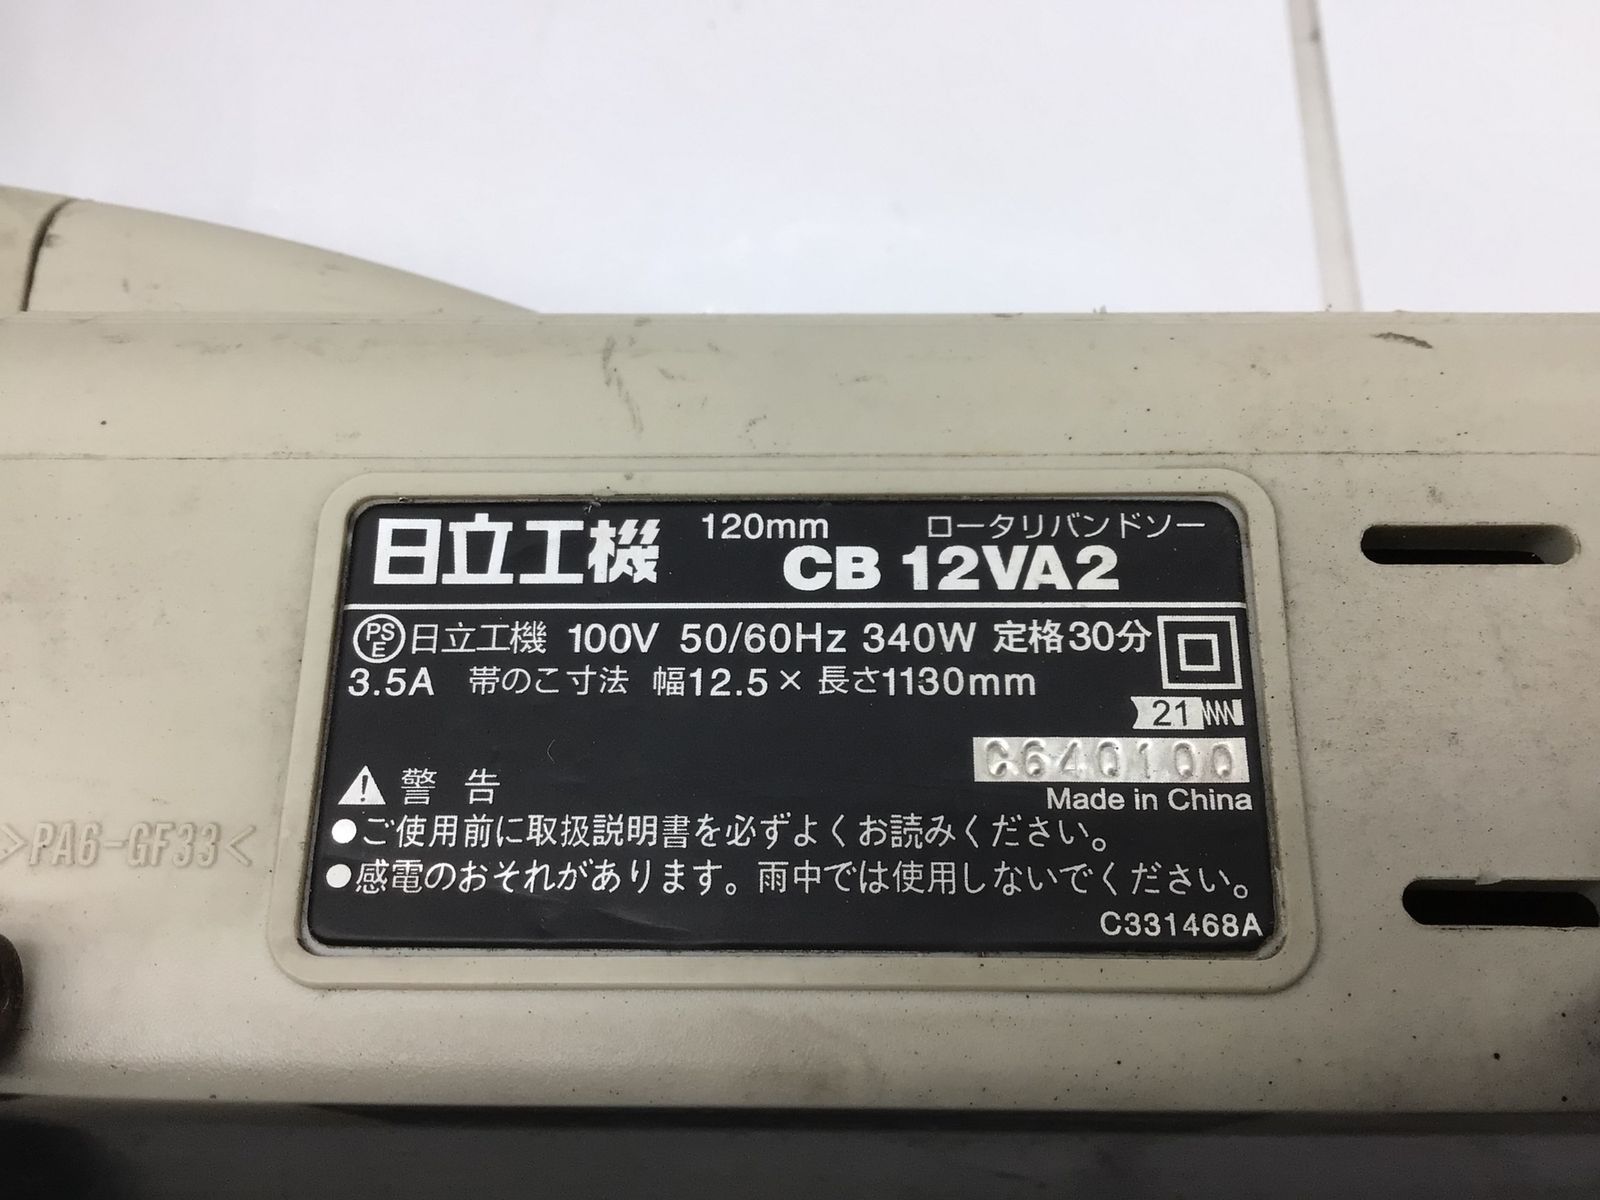 日立工機 120mm ロータリバンドソー
CB 12VA2
PSE 日立工機 100V 50/60Hz 340W 定格30分
3.5A 帯のこ寸法 幅12.5×長さ1130mm
21
C640100
Made in China
警告
●ご使用前に取扱説明書を必ずよくお読みください。
●感電のおそれがあります。雨中では使用しないでください。
C331468A
>PA6-GF33<